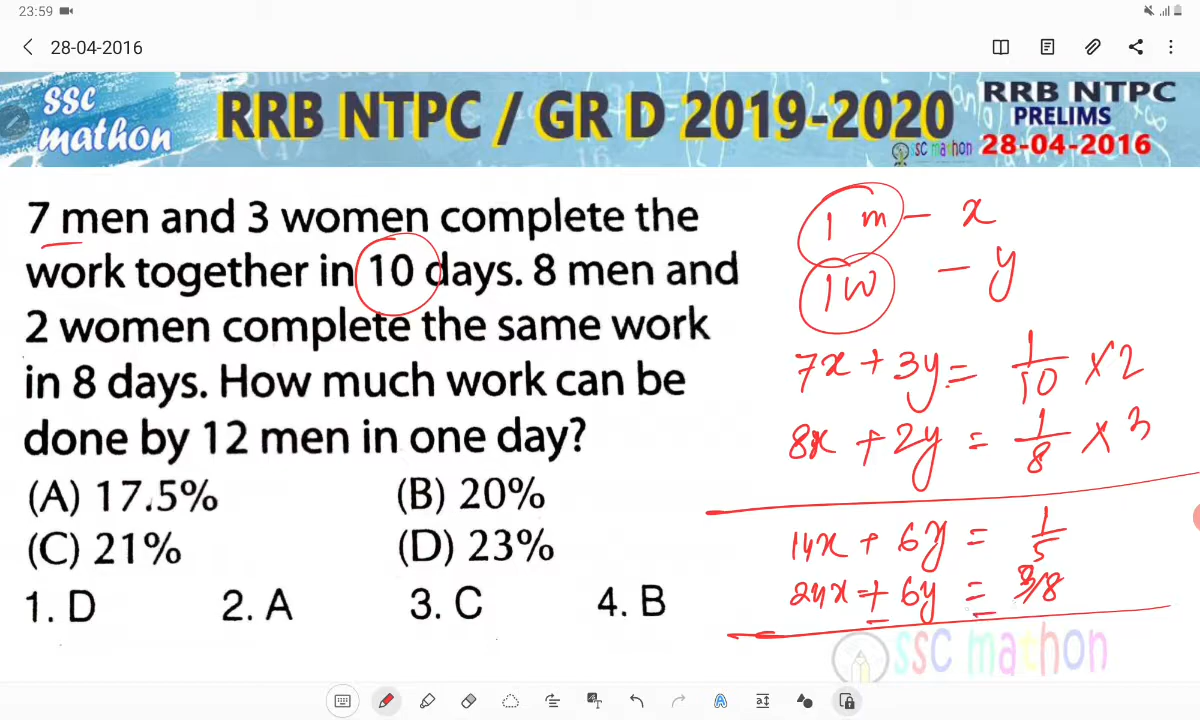 23:59
28-04-2016
ssc
mathon
RRB NTPC / GR D 2019-2020
ssc mathon
RRB NTPC
PRELIMS
28-04-2016
7 men and 3 women complete the
work together in 10 days. 8 men and
2 women complete the same work
in 8 days. How much work can be
done by 12 men in one day?
(A) 17.5% (B) 20%
(C) 21% (D) 23%
1. D 2. A 3. C 4. B
1 m - x
1 w - y
7x + 3y = 1/10 × 2
8x + 2y = 1/8 × 3
14x + 6y = 1/5
24x + 6y = 3/8
ssc mathon